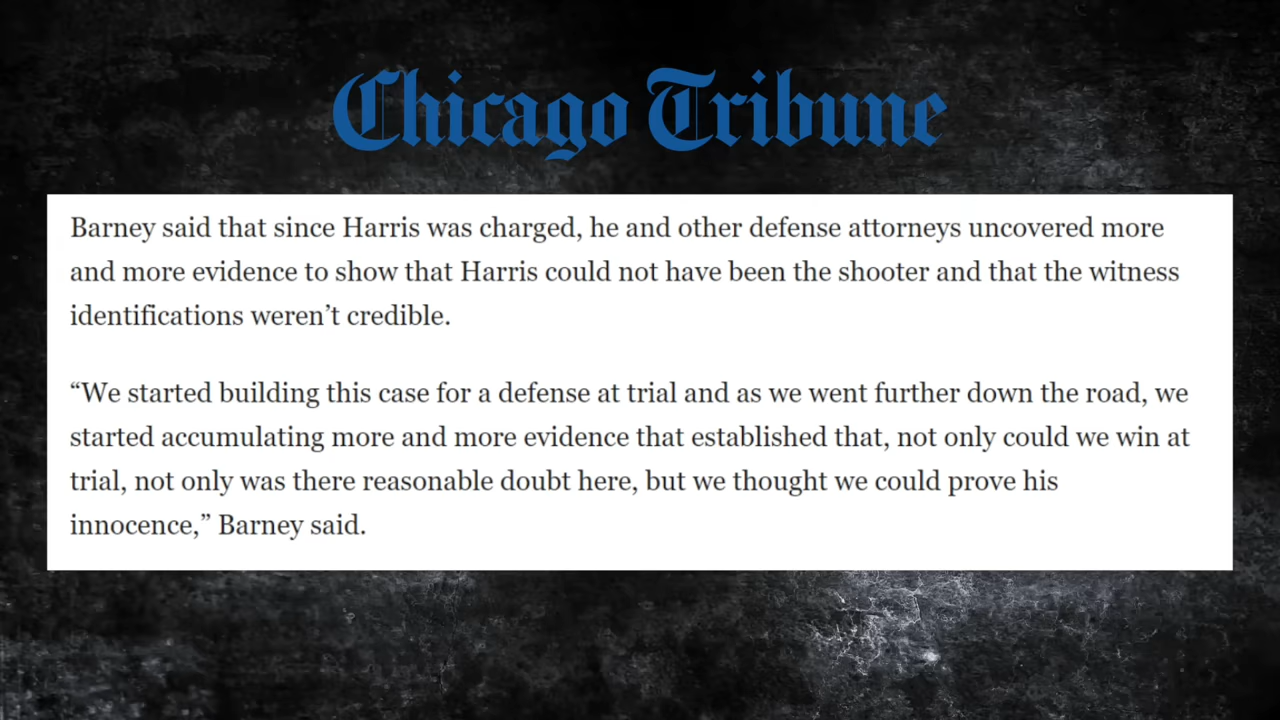 Chicago Tribune
Barney said that since Harris was charged, he and other defense attorneys uncovered more
and more evidence to show that Harris could not have been the shooter and that the witness
identifications weren’t credible.
“We started building this case for a defense at trial and as we went further down the road, we
started accumulating more and more evidence that established that, not only could we win at
trial, not only was there reasonable doubt here, but we thought we could prove his
innocence,” Barney said.